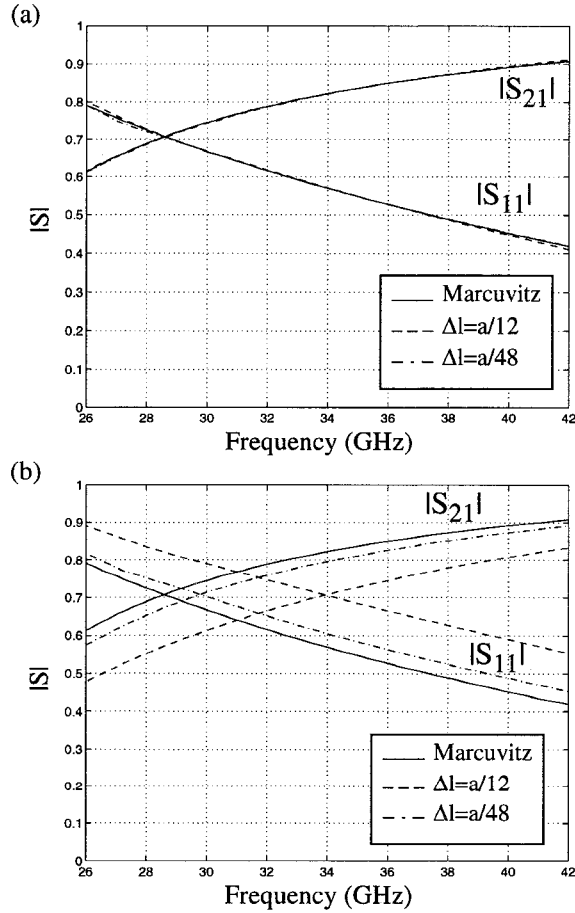 (a)
1
0.9
0.8
0.7
0.6
0.5
0.4
0.3
0.2
0.1
0
|S|
|S21|
|S11|
Marcuvitz
Δl=a/12
Δl=a/48
26 28 30 32 34 36 38 40 42
Frequency (GHz)
(b)
1
0.9
0.8
0.7
0.6
0.5
0.4
0.3
0.2
0.1
0
|S|
|S21|
|S11|
Marcuvitz
Δl=a/12
Δl=a/48
26 28 30 32 34 36 38 40 42
Frequency (GHz)